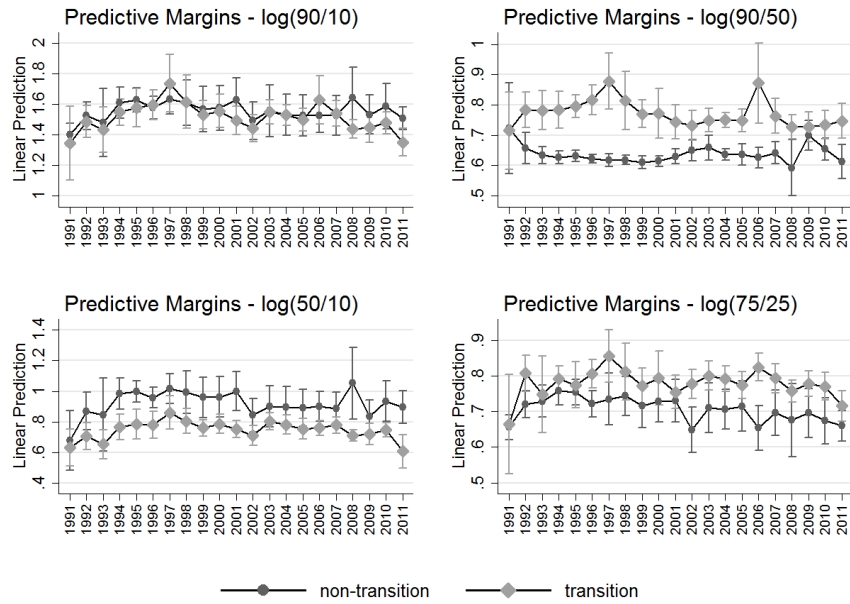 Predictive Margins - log(90/10)
Linear Prediction
2
1.8
1.6
1.4
1.2
1
1991 1992 1993 1994 1995 1996 1997 1998 1999 2000 2001 2002 2003 2004 2005 2006 2007 2008 2009 2010 2011
Predictive Margins - log(90/50)
Linear Prediction
1
.9
.8
.7
.6
.5
1991 1992 1993 1994 1995 1996 1997 1998 1999 2000 2001 2002 2003 2004 2005 2006 2007 2008 2009 2010 2011
Predictive Margins - log(50/10)
Linear Prediction
1.4
1.2
1
.8
.6
.4
1991 1992 1993 1994 1995 1996 1997 1998 1999 2000 2001 2002 2003 2004 2005 2006 2007 2008 2009 2010 2011
Predictive Margins - log(75/25)
Linear Prediction
.9
.8
.7
.6
.5
1991 1992 1993 1994 1995 1996 1997 1998 1999 2000 2001 2002 2003 2004 2005 2006 2007 2008 2009 2010 2011
non-transition transition